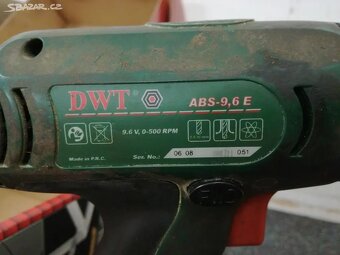 SBAZAR.CZ
DWT ABS-9,6 E
9.6 V, 0-500 RPM
Made in P.R.C. Ser. No.: 06 08 051